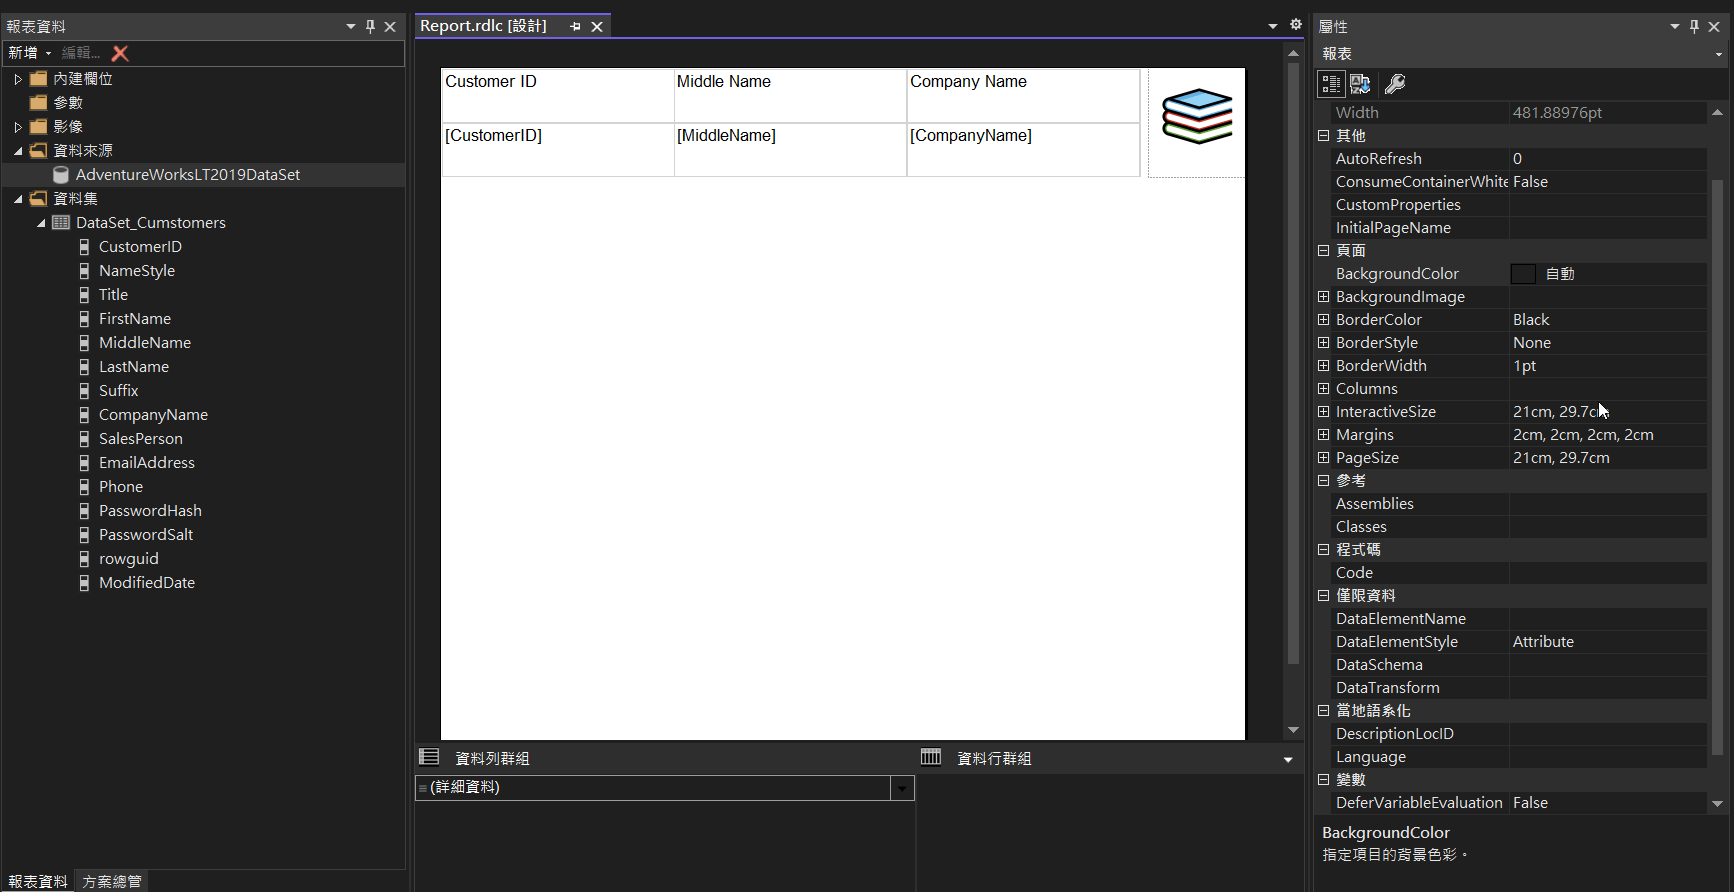 報表資料
新增 編輯...
內建欄位
參數
影像
資料來源
AdventureWorksLT2019DataSet
資料集
DataSet_Cumstomers
CustomerID
NameStyle
Title
FirstName
MiddleName
LastName
Suffix
CompanyName
SalesPerson
EmailAddress
Phone
PasswordHash
PasswordSalt
rowguid
ModifiedDate
報表資料 方案總管
Report.rdlc [設計]
Customer ID Middle Name Company Name
[CustomerID] [MiddleName] [CompanyName]
資料列群組 資料行群組
(詳細資料)
屬性
報表
Width 481.88976pt
其他
AutoRefresh 0
ConsumeContainerWhite False
CustomProperties
InitialPageName
頁面
BackgroundColor 自動
BackgroundImage
BorderColor Black
BorderStyle None
BorderWidth 1pt
Columns
InteractiveSize 21cm, 29.7cm
Margins 2cm, 2cm, 2cm, 2cm
PageSize 21cm, 29.7cm
參考
Assemblies
Classes
程式碼
Code
僅限資料
DataElementName
DataElementStyle Attribute
DataSchema
DataTransform
當地語系化
DescriptionLocID
Language
變數
DeferVariableEvaluation False
BackgroundColor
指定項目的背景色彩。